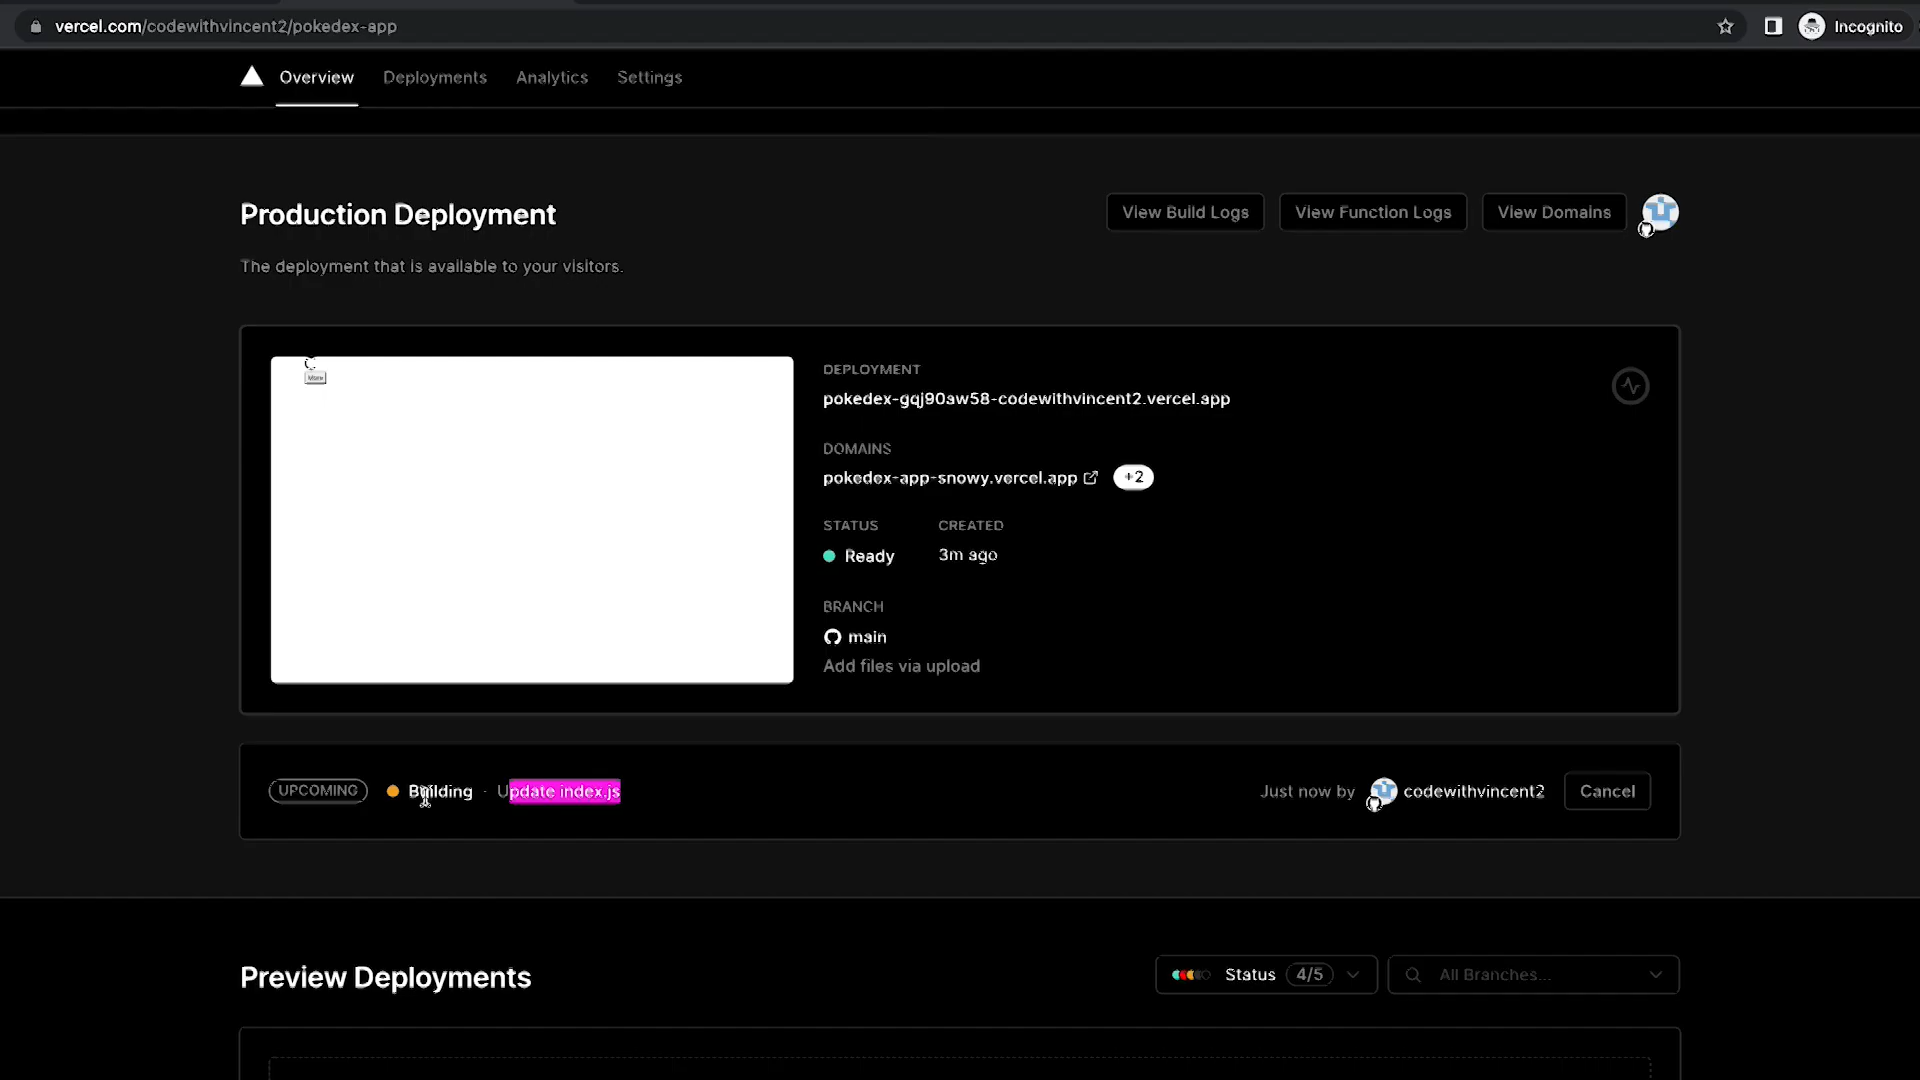 vercel.com/codewithvincent2/pokedex-app
Incognito
Overview Deployments Analytics Settings
Production Deployment
View Build Logs View Function Logs View Domains
The deployment that is available to your visitors.
More
DEPLOYMENT
pokedex-gqj90aw58-codewithvincent2.vercel.app
DOMAINS
pokedex-app-snowy.vercel.app +2
STATUS CREATED
Ready 3m ago
BRANCH
main
Add files via upload
UPCOMING Building · Update index.js Just now by codewithvincent2 Cancel
Preview Deployments
Status 4/5 All Branches...